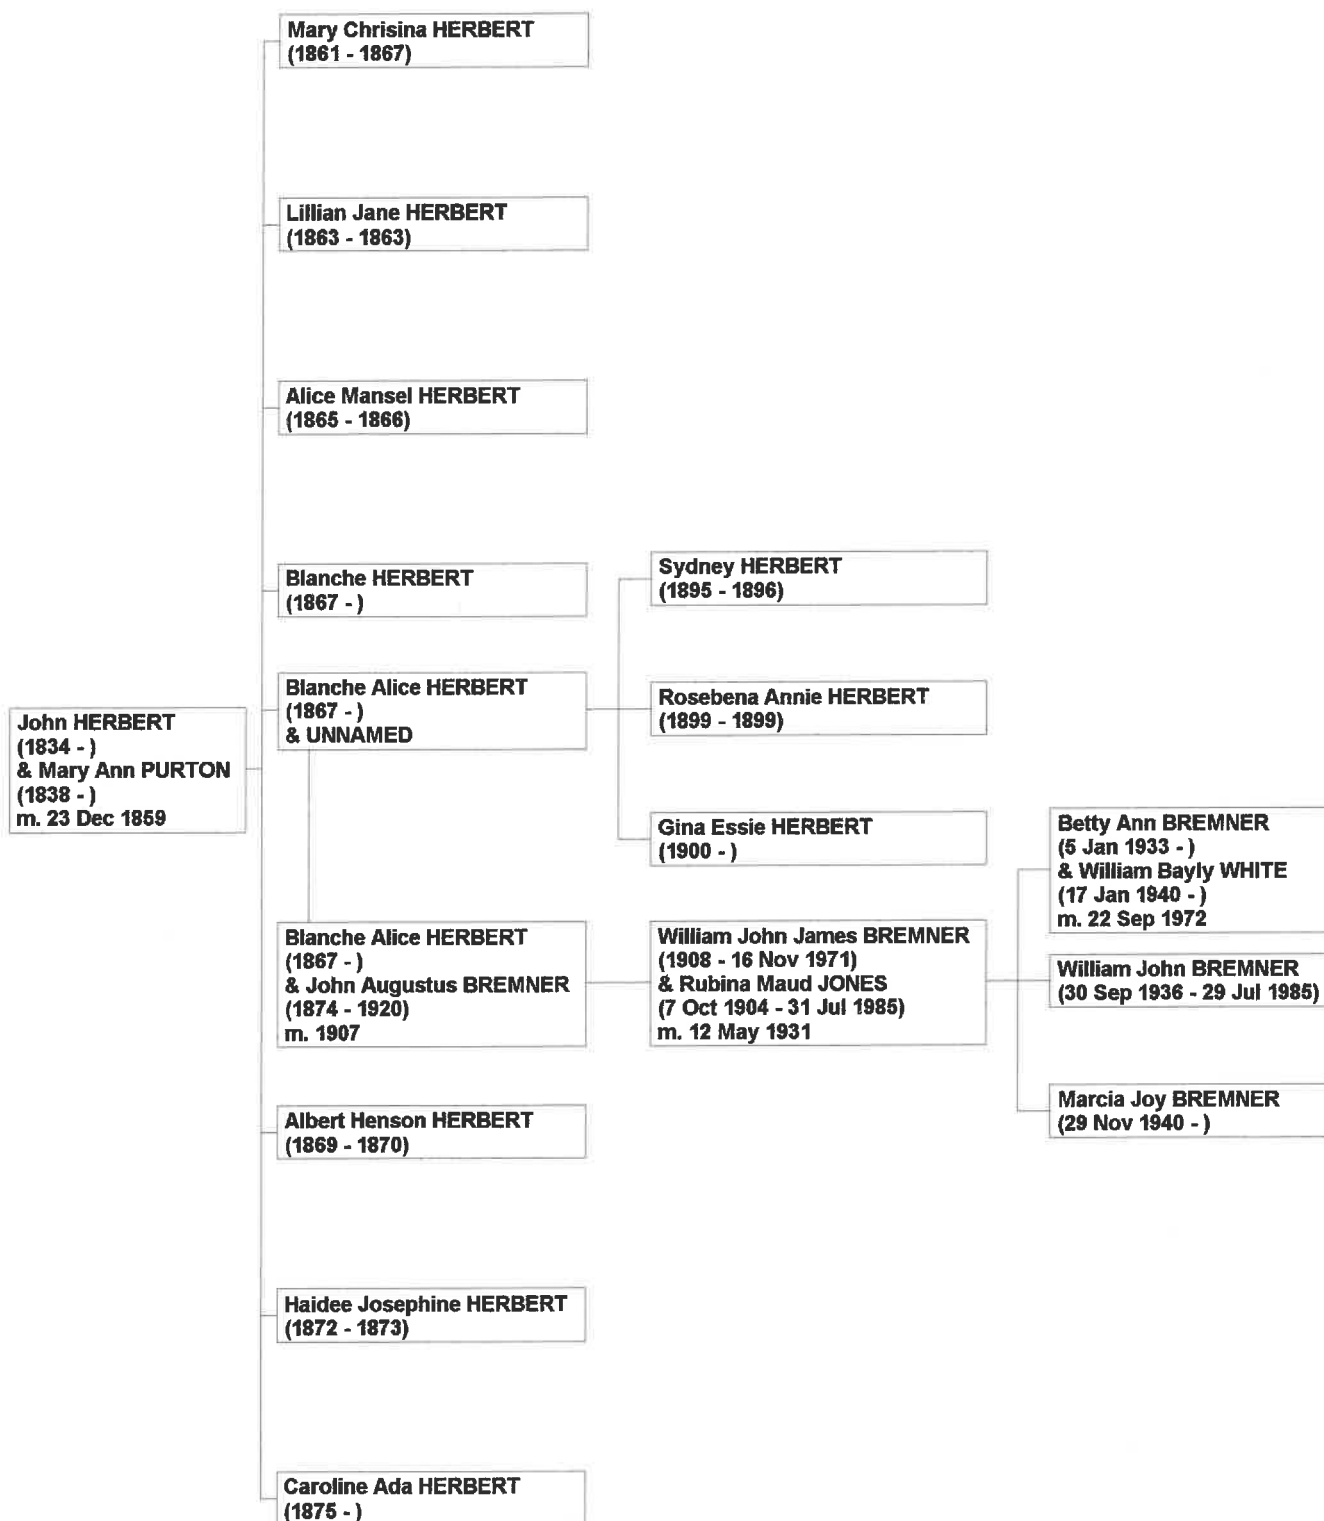 Mary Chrisina HERBERT
(1861 - 1867)
Lillian Jane HERBERT
(1863 - 1863)
Alice Mansel HERBERT
(1865 - 1866)
Blanche HERBERT
(1867 - )
Blanche Alice HERBERT
(1867 - )
& UNNAMED
John HERBERT
(1834 - )
& Mary Ann PURTON
(1838 - )
m. 23 Dec 1859
Sydney HERBERT
(1895 - 1896)
Rosebena Annie HERBERT
(1899 - 1899)
Gina Essie HERBERT
(1900 - )
Blanche Alice HERBERT
(1867 - )
& John Augustus BREMNER
(1874 - 1920)
m. 1907
William John James BREMNER
(1908 - 16 Nov 1971)
& Rubina Maud JONES
(7 Oct 1904 - 31 Jul 1985)
m. 12 May 1931
Betty Ann BREMNER
(5 Jan 1933 - )
& William Bayly WHITE
(17 Jan 1940 - )
m. 22 Sep 1972
William John BREMNER
(30 Sep 1936 - 29 Jul 1985)
Marcia Joy BREMNER
(29 Nov 1940 - )
Albert Henson HERBERT
(1869 - 1870)
Haidee Josephine HERBERT
(1872 - 1873)
Caroline Ada HERBERT
(1875 - )